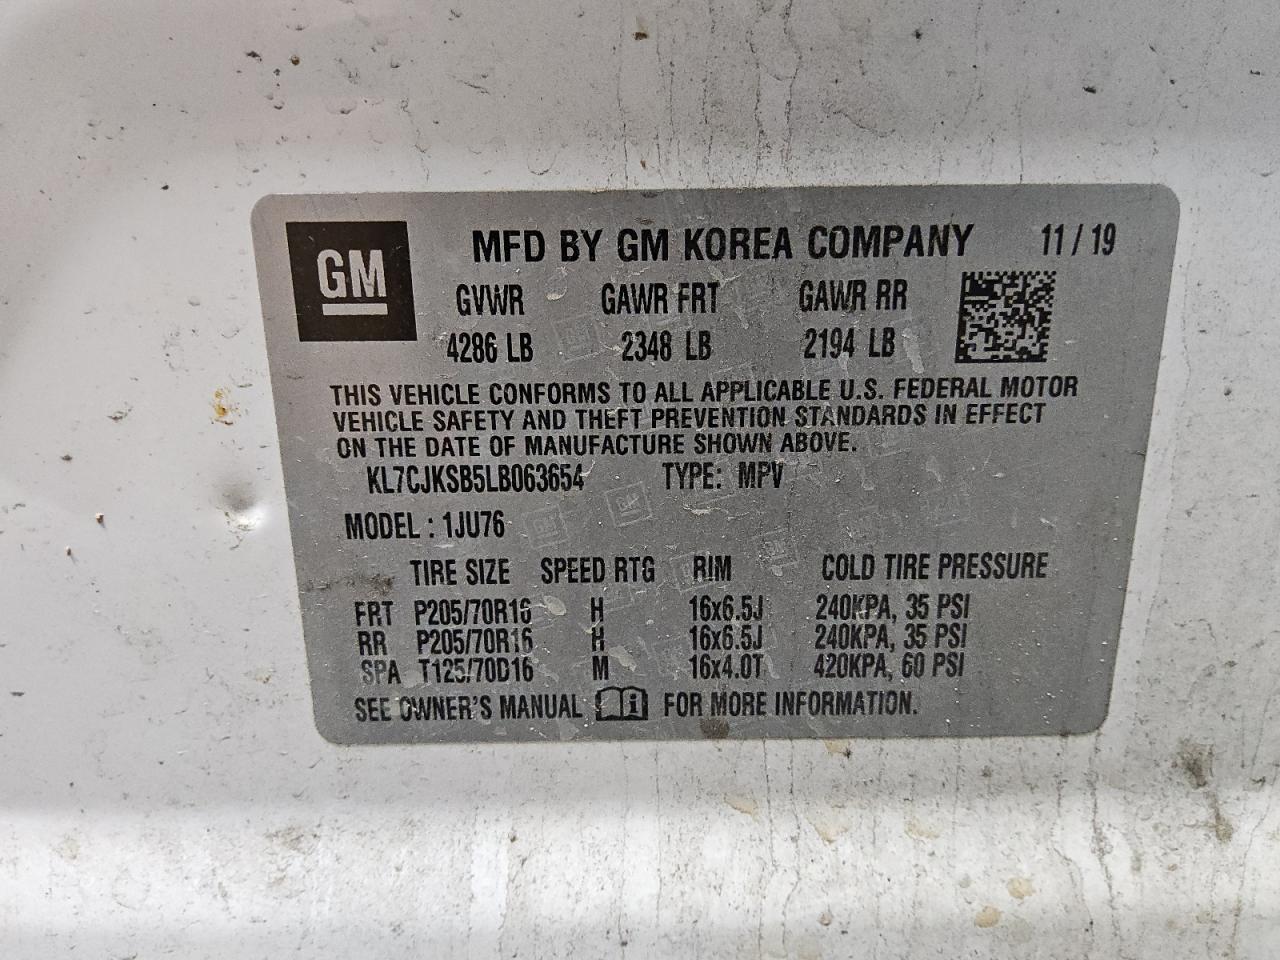 GM
MFD BY GM KOREA COMPANY 11 / 19
GVWR GAWR FRT GAWR RR
4286 LB 2348 LB 2194 LB
THIS VEHICLE CONFORMS TO ALL APPLICABLE U.S. FEDERAL MOTOR
VEHICLE SAFETY AND THEFT PREVENTION STANDARDS IN EFFECT
ON THE DATE OF MANUFACTURE SHOWN ABOVE.
KL7CJKSB5LB063654 TYPE: MPV
MODEL : 1JU76
TIRE SIZE SPEED RTG RIM COLD TIRE PRESSURE
FRT P205/70R16 H 16x6.5J 240KPA, 35 PSI
RR P205/70R16 H 16x6.5J 240KPA, 35 PSI
SPA T125/70D16 M 16x4.0T 420KPA, 60 PSI
SEE OWNER'S MANUAL i FOR MORE INFORMATION.